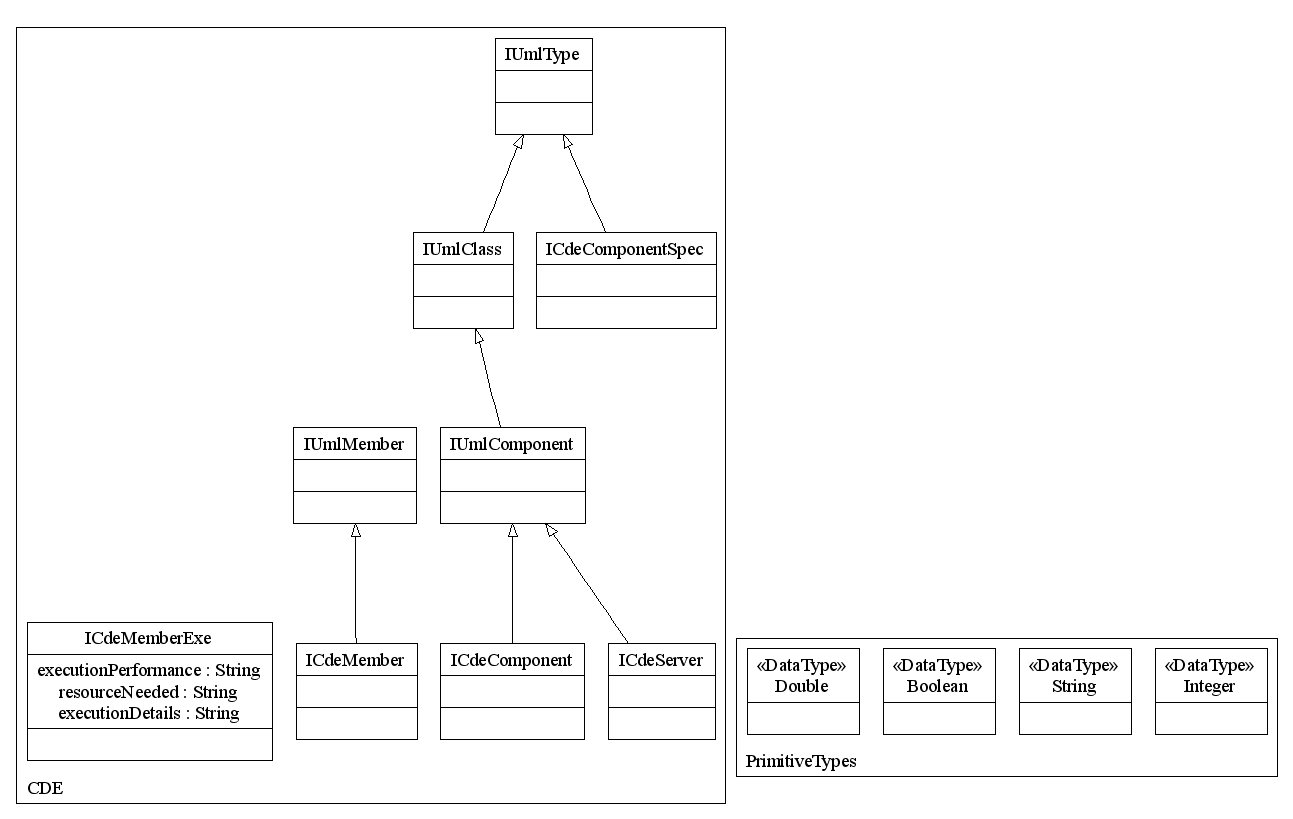 IUmlType
IUmlClass
ICdeComponentSpec
IUmlMember
IUmlComponent
ICdeMemberExe
executionPerformance : String
resourceNeeded : String
executionDetails : String
ICdeMember
ICdeComponent
ICdeServer
CDE
«DataType»
Double
«DataType»
Boolean
«DataType»
String
«DataType»
Integer
PrimitiveTypes